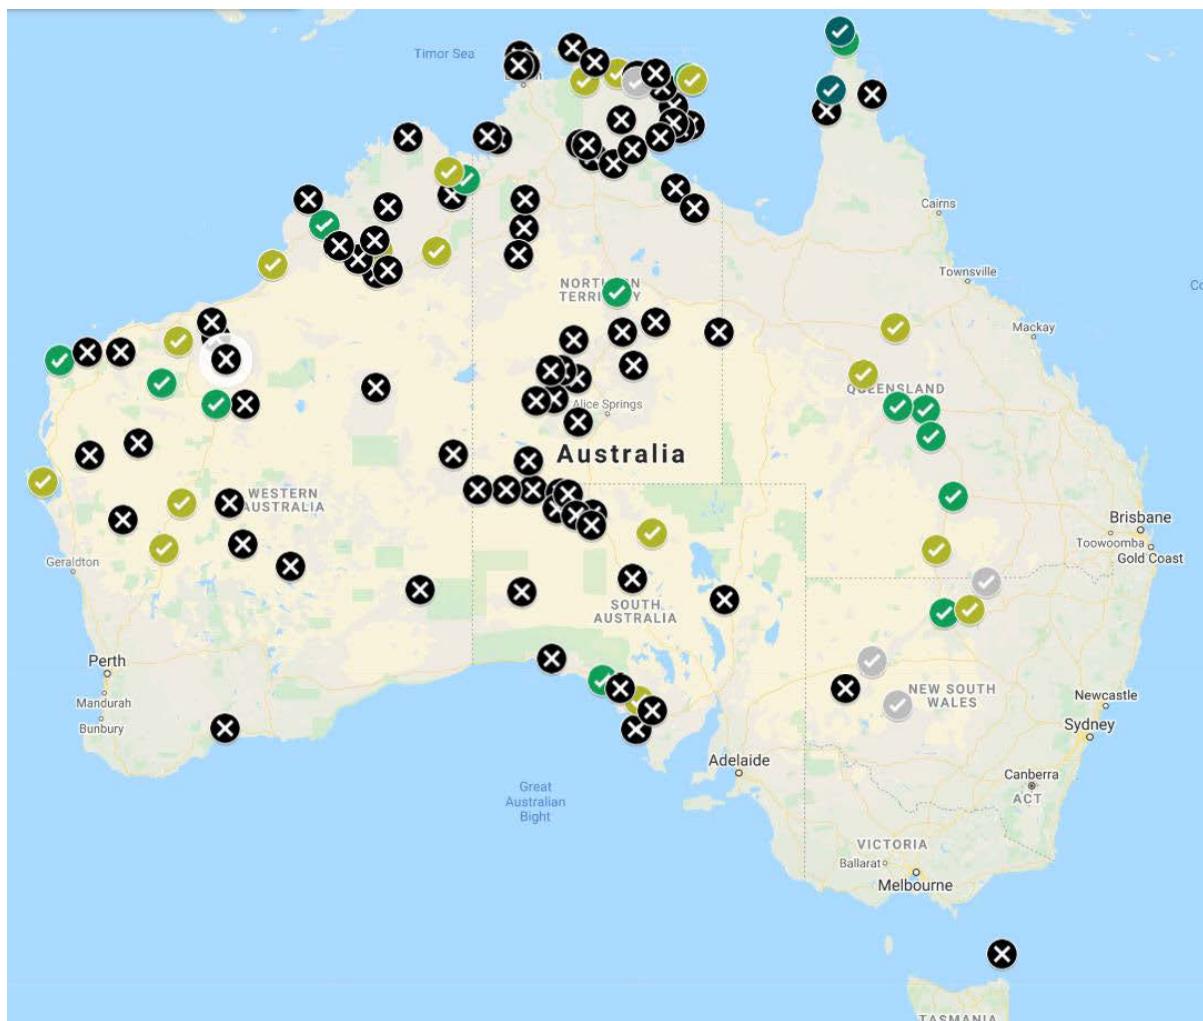 Timor Sea
Cairns
Townsville
NORTHERN
TERRITORY
Mackay
QUEENSLAND
Alice Springs
Australia
WESTERN
AUSTRALIA
Brisbane
Toowoomba
Gold Coast
Geraldton
SOUTH
AUSTRALIA
Perth
Mandurah
Bunbury
NEW SOUTH
WALES
Newcastle
Sydney
Adelaide
Canberra
ACT
Great
Australian
Bight
VICTORIA
Ballarat
Melbourne
TASMANIA